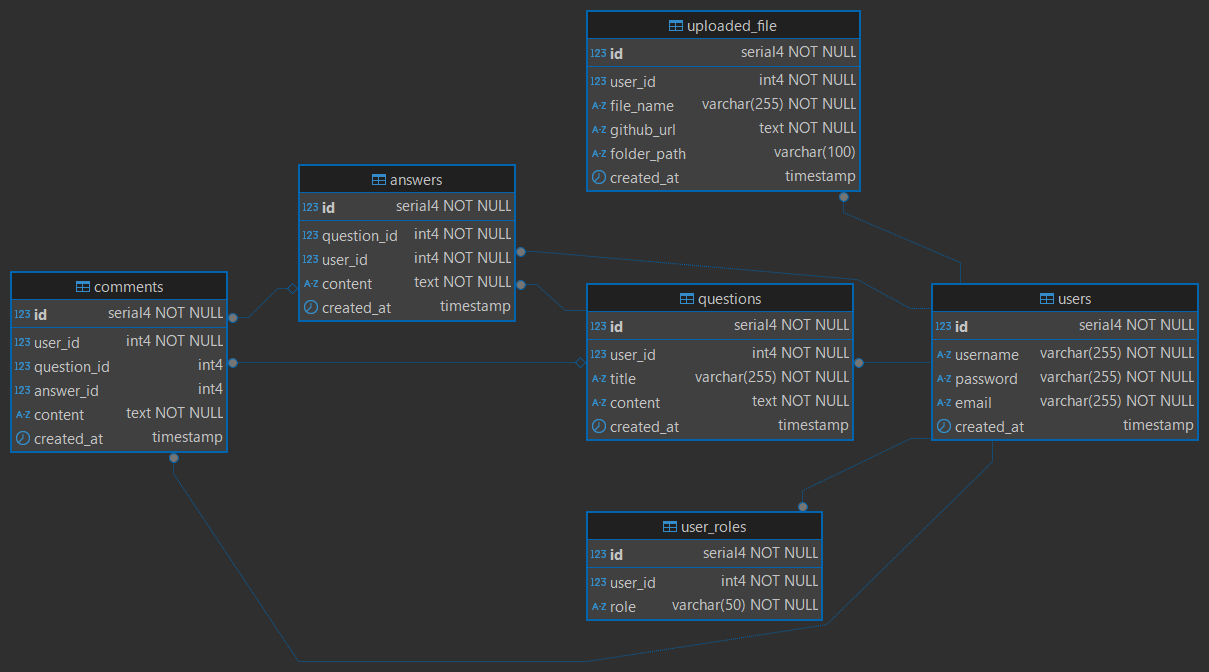 uploaded_file
123 id serial4 NOT NULL
123 user_id int4 NOT NULL
A-Z file_name varchar(255) NOT NULL
A-Z github_url text NOT NULL
A-Z folder_path varchar(100)
created_at timestamp
answers
123 id serial4 NOT NULL
123 question_id int4 NOT NULL
123 user_id int4 NOT NULL
A-Z content text NOT NULL
created_at timestamp
comments
123 id serial4 NOT NULL
123 user_id int4 NOT NULL
123 question_id int4
123 answer_id int4
A-Z content text NOT NULL
created_at timestamp
questions
123 id serial4 NOT NULL
123 user_id int4 NOT NULL
A-Z title varchar(255) NOT NULL
A-Z content text NOT NULL
created_at timestamp
users
123 id serial4 NOT NULL
A-Z username varchar(255) NOT NULL
A-Z password varchar(255) NOT NULL
A-Z email varchar(255) NOT NULL
created_at timestamp
user_roles
123 id serial4 NOT NULL
123 user_id int4 NOT NULL
A-Z role varchar(50) NOT NULL